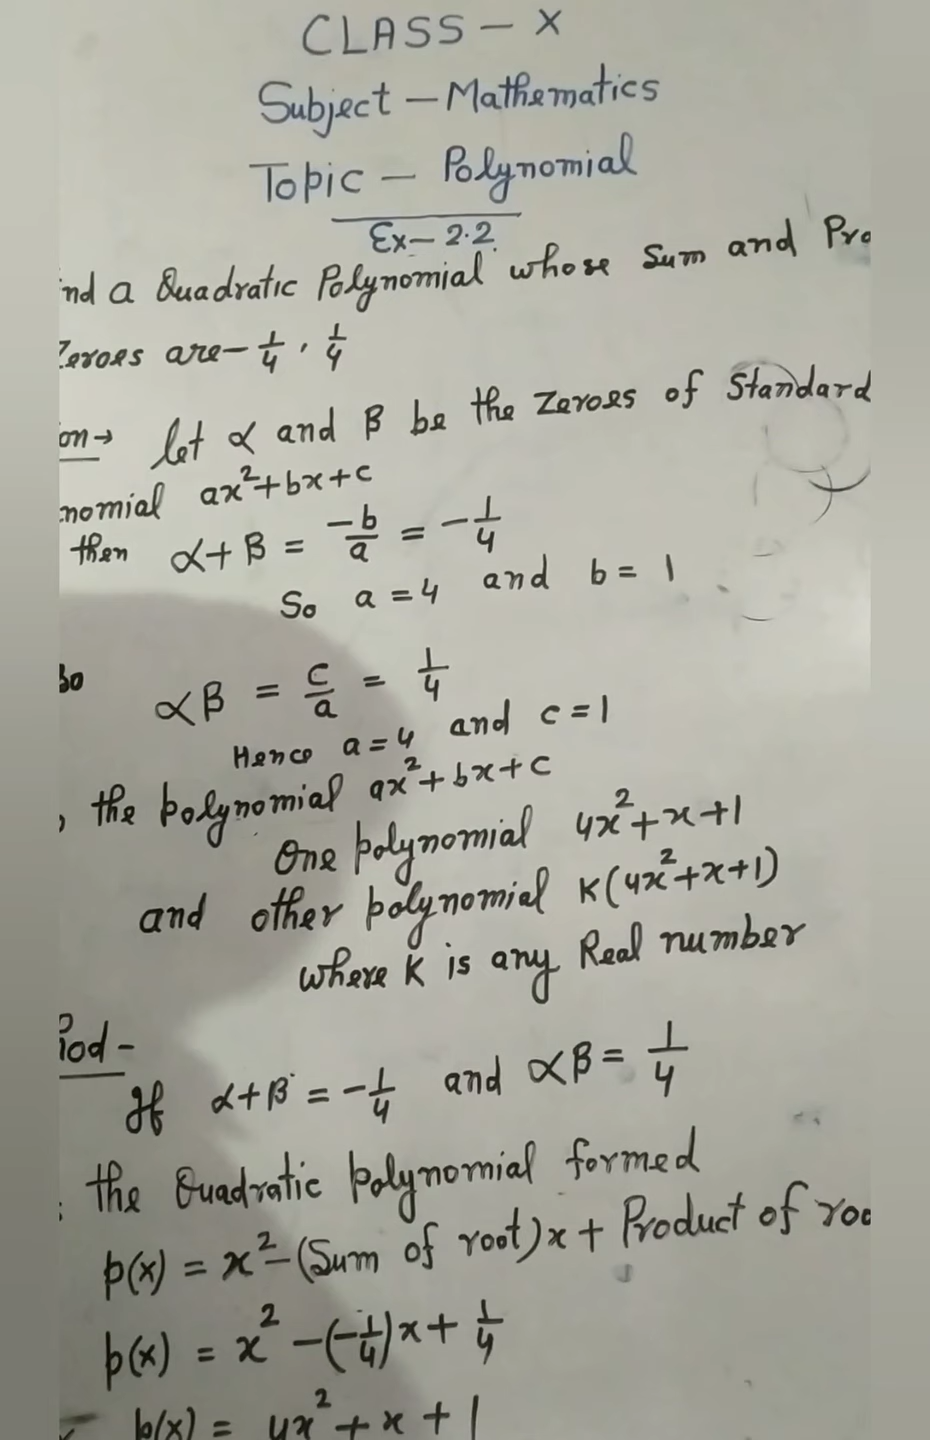 CLASS - X
Subject - Mathematics
Topic - Polynomial
Ex- 2.2
nd a Quadratic Polynomial whose Sum and Pro
Zeroes are - 1/4 , 1/4
on → let α and β be the Zeroes of Standard
nomial ax²+bx+c
then α+β = -b/a = -1/4
So a=4 and b= 1
so αβ = c/a = 1/4
Hence a=4 and c=1
, the polynomial ax²+bx+c
One polynomial 4x²+x+1
and other polynomial K(4x²+x+1)
where K is any Real number
hod -
If α+β = -1/4 and αβ = 1/4
: the Quadratic polynomial formed
p(x) = x²-(Sum of root)x + Product of roo
p(x) = x² -(-1/4)x + 1/4
p(x) = 4x² + x + 1